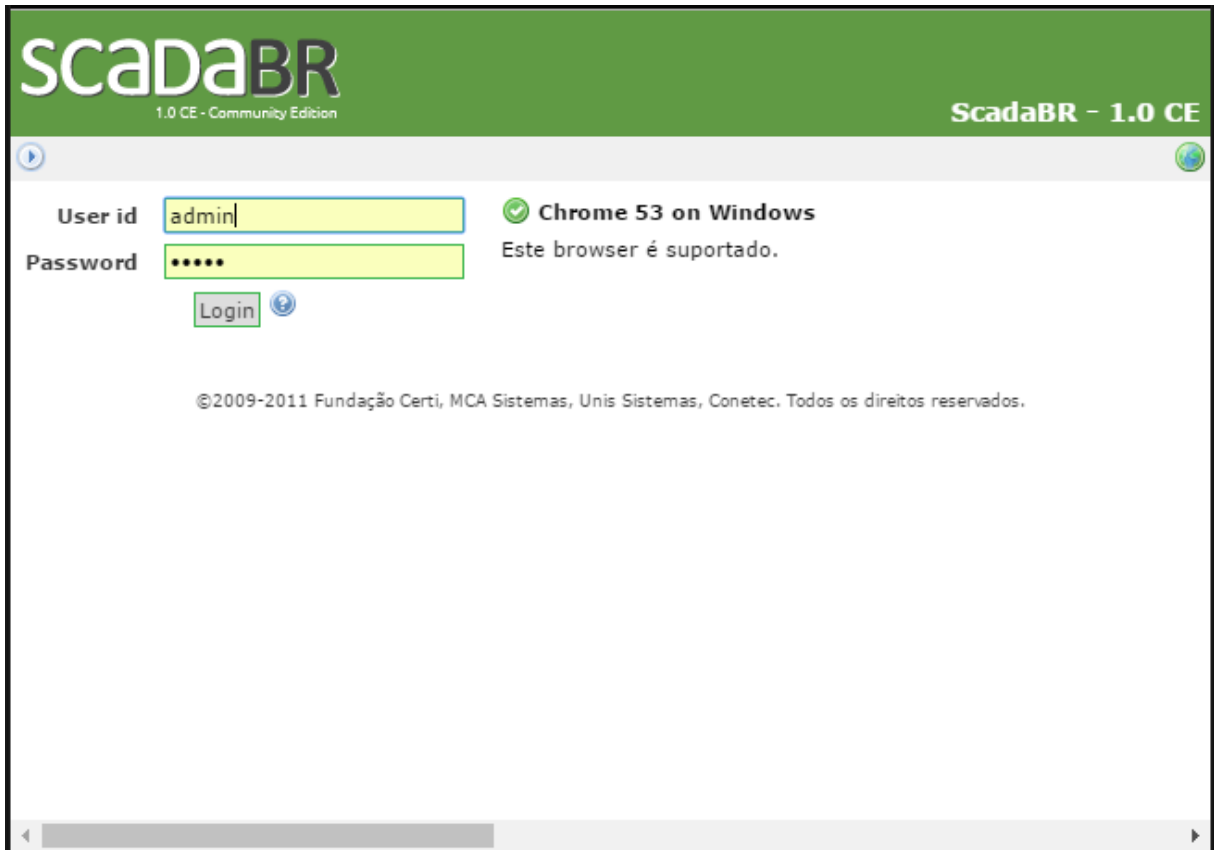 scaDaBR
1.0 CE - Community Edition
ScadaBR - 1.0 CE
User id admin
Password •••••
Login
Chrome 53 on Windows
Este browser é suportado.
©2009-2011 Fundação Certi, MCA Sistemas, Unis Sistemas, Conetec. Todos os direitos reservados.